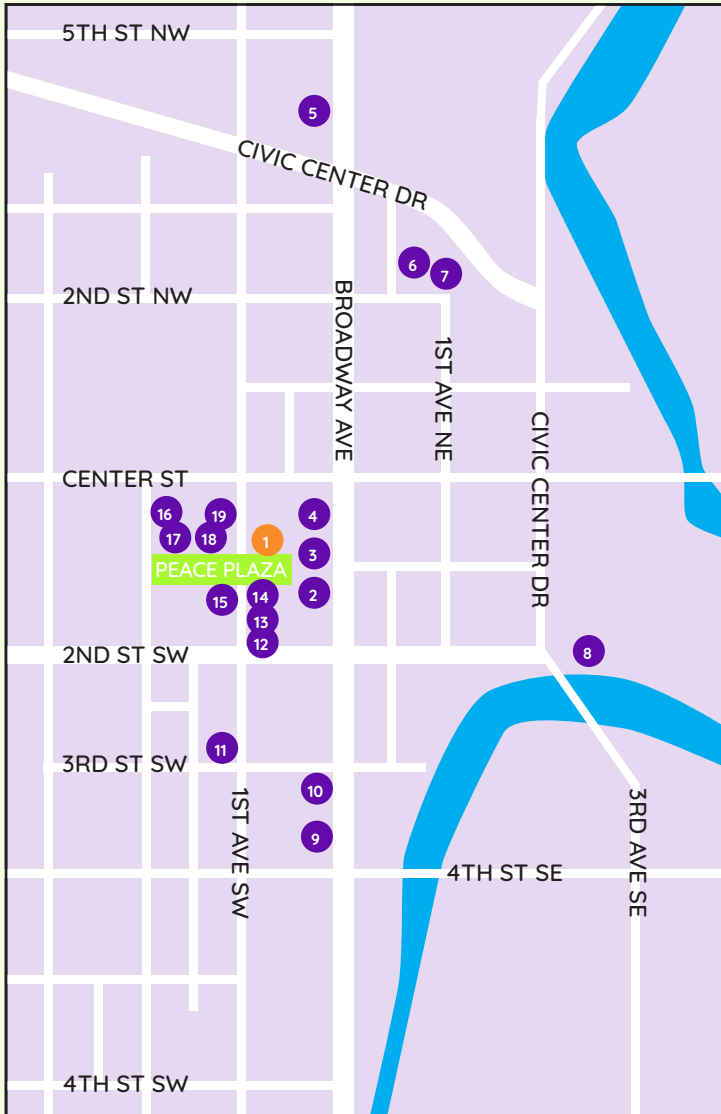 5TH ST NW
5
CIVIC CENTER DR
6
7
2ND ST NW
BROADWAY AVE
1ST AVE NE
CIVIC CENTER DR
CENTER ST
16
19
4
17
18
1
3
PEACE PLAZA
15
14
2
13
12
2ND ST SW
8
11
3RD ST SW
10
1ST AVE SW
3RD AVE SE
9
4TH ST SE
4TH ST SW